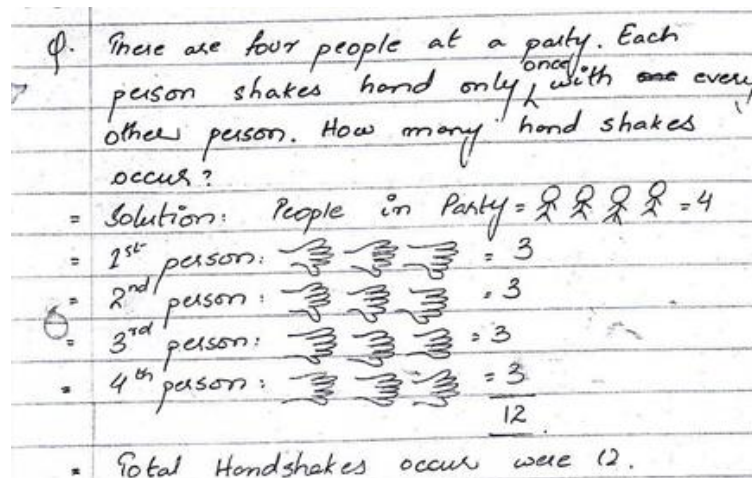 Q. There are four people at a party. Each
person shakes hand only once with every
other person. How many hand shakes
occur?
= Solution: People in Party = = 4
= 1st person: = 3
= 2nd person: = 3
= 3rd person: = 3
= 4th person: = 3
12
= Total Handshakes occur were 12.